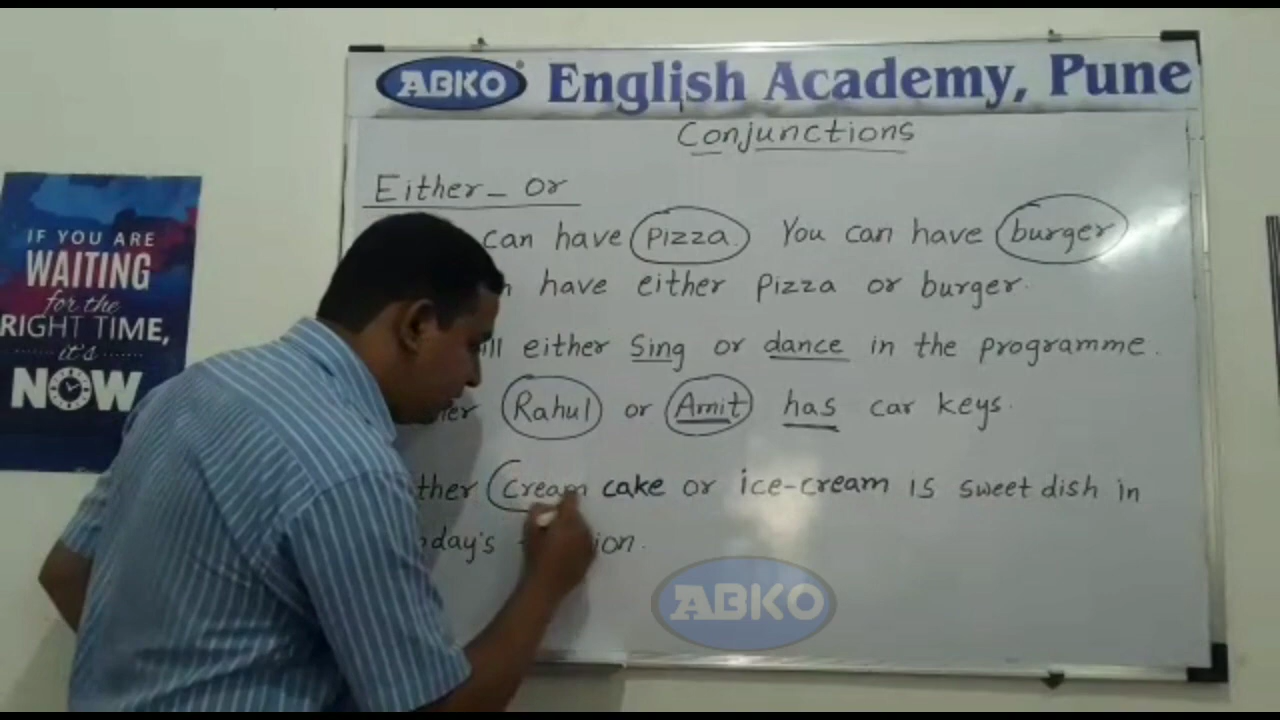 IF YOU ARE
WAITING
for the
RIGHT TIME,
it's
NOW
ABKO® English Academy, Pune
Conjunctions
Either - or
can have Pizza. You can have burger
have either Pizza or burger.
either Sing or dance in the programme.
Rahul or Amit has car keys.
Cream cake or ice-cream is sweet dish in
ABKO